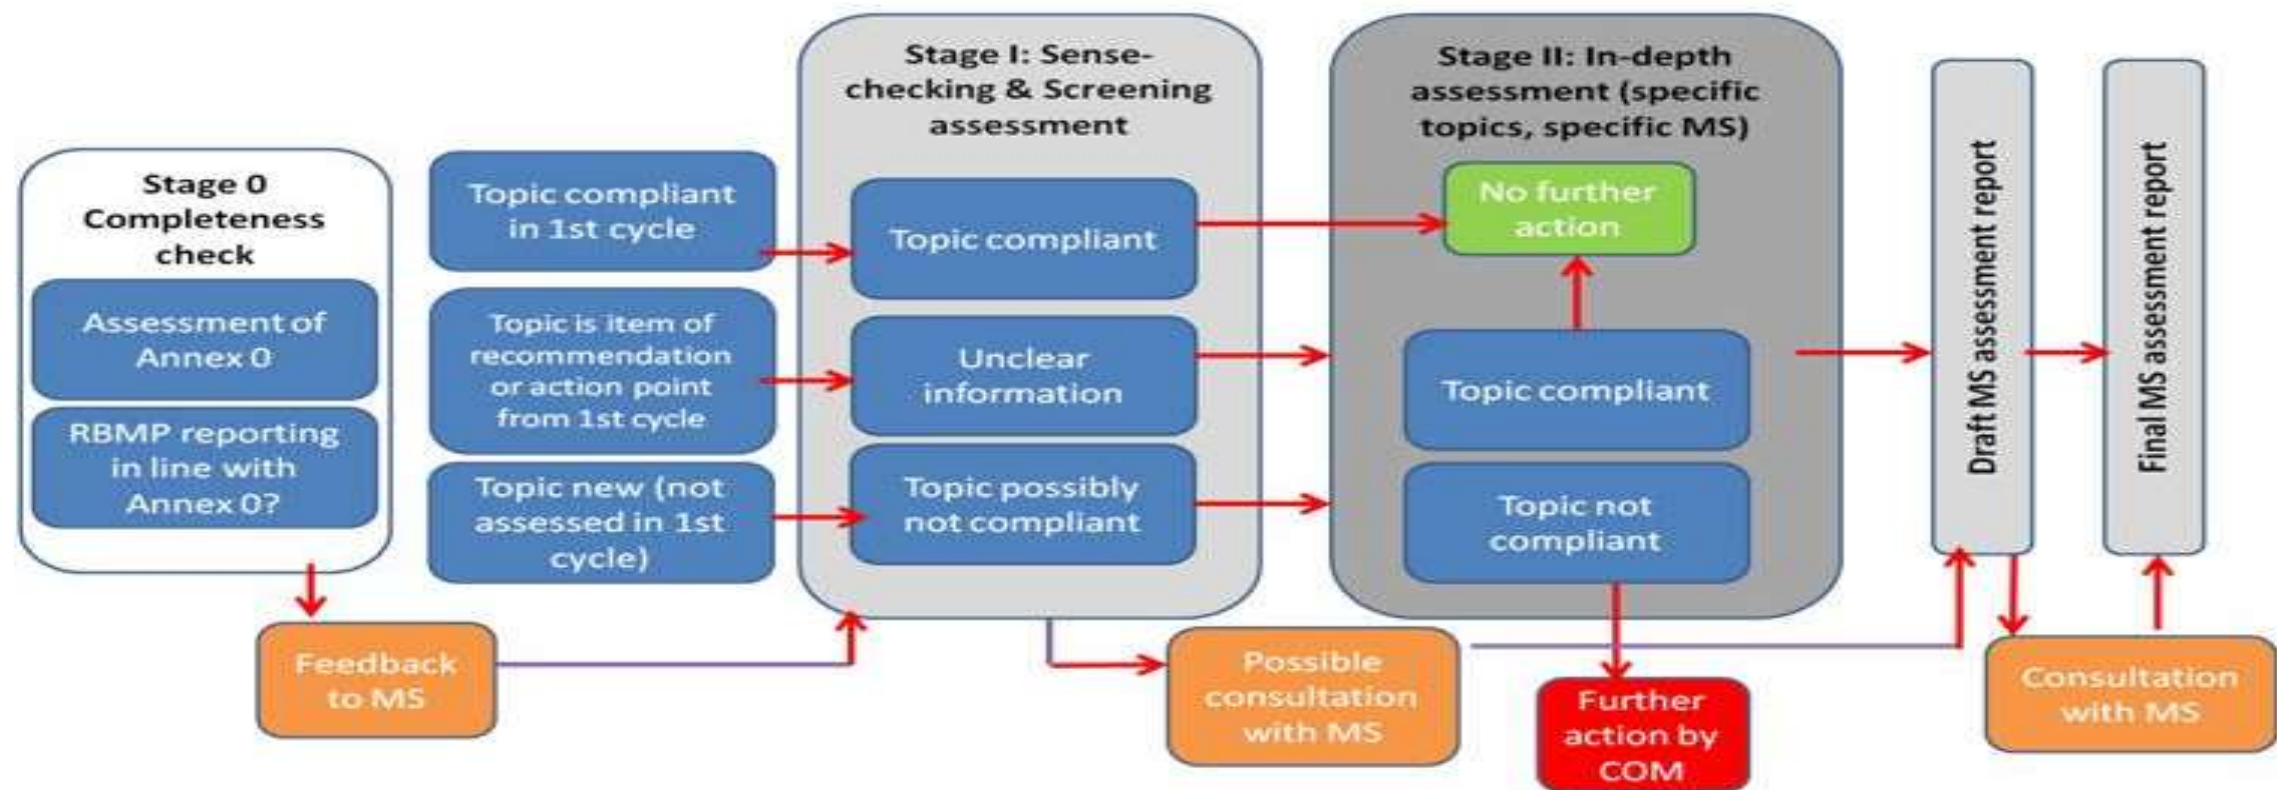 Stage 0
Completeness
check
Assessment of
Annex 0
RBMP reporting
in line with
Annex 0?
Feedback
to MS
Topic compliant
in 1st cycle
Topic is item of
recommendation
or action point
from 1st cycle
Topic new (not
assessed in 1st
cycle)
Stage I: Sense-
checking & Screening
assessment
Topic compliant
Unclear
information
Topic possibly
not compliant
Possible
consultation
with MS
Stage II: In-depth
assessment (specific
topics, specific MS)
No further
action
Topic compliant
Topic not
compliant
Further
action by
COM
Draft MS assessment report
Final MS assessment report
Consultation
with MS